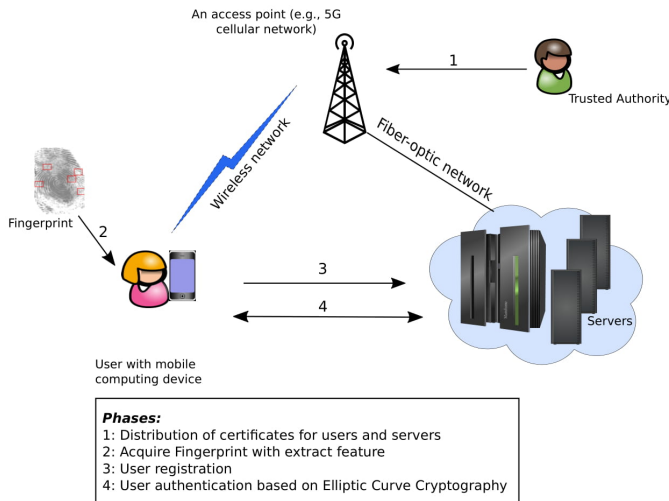 An access point (e.g., 5G
cellular network)
1
Trusted Authority
Wireless network
Fiber-optic network
Fingerprint
2
3
4
Servers
User with mobile
computing device
Phases:
1: Distribution of certificates for users and servers
2: Acquire Fingerprint with extract feature
3: User registration
4: User authentication based on Elliptic Curve Cryptography